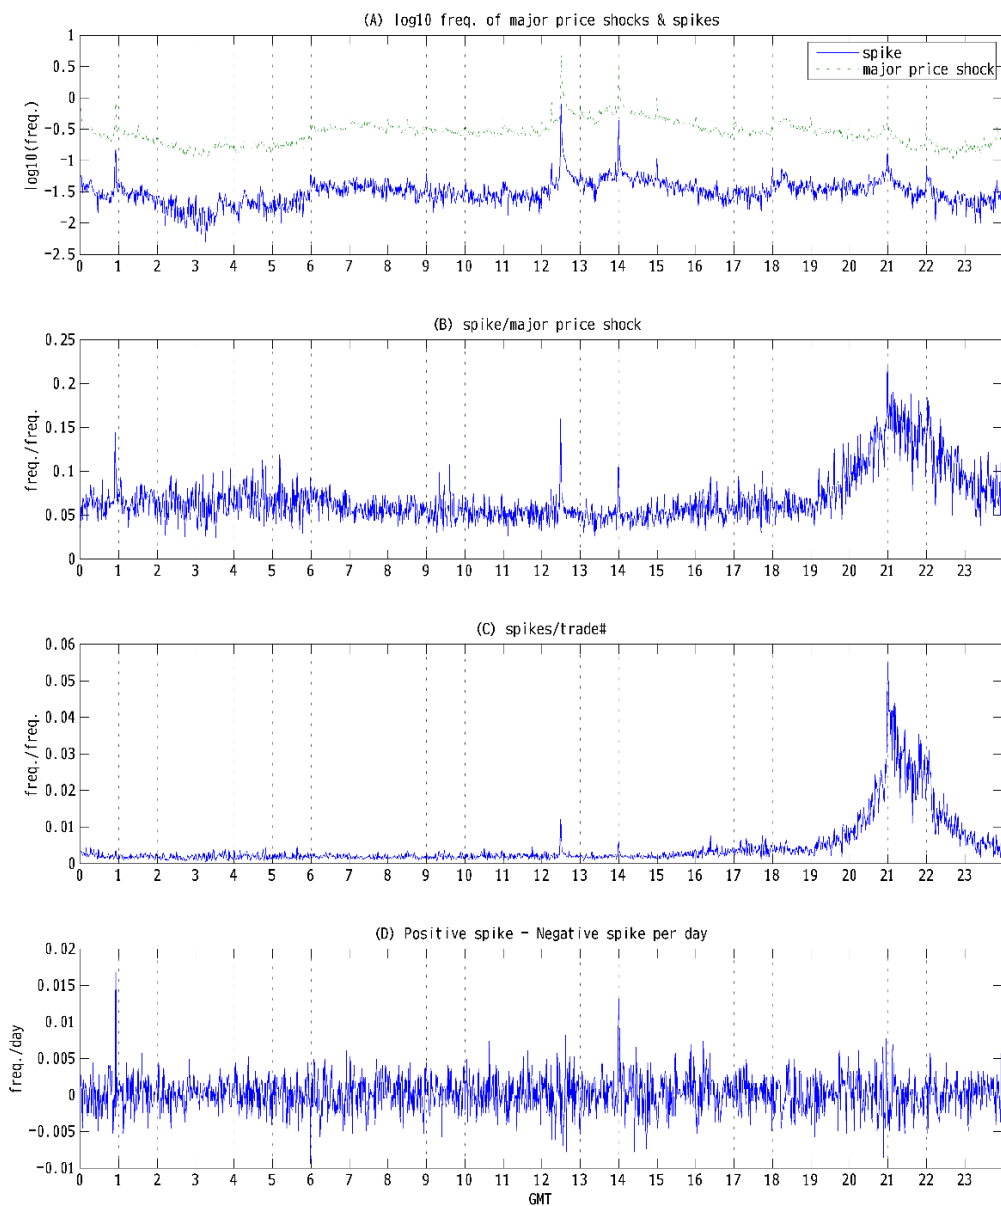 (A) log10 freq. of major price shocks & spikes
1
0.5
0
-0.5
-1
-1.5
-2
-2.5
log10(freq.)
spike
major price shock
0 1 2 3 4 5 6 7 8 9 10 11 12 13 14 15 16 17 18 19 20 21 22 23
(B) spike/major price shock
0.25
0.2
0.15
0.1
0.05
0
freq./freq.
0 1 2 3 4 5 6 7 8 9 10 11 12 13 14 15 16 17 18 19 20 21 22 23
(C) spikes/trade#
0.06
0.05
0.04
0.03
0.02
0.01
0
freq./freq.
0 1 2 3 4 5 6 7 8 9 10 11 12 13 14 15 16 17 18 19 20 21 22 23
(D) Positive spike - Negative spike per day
0.02
0.015
0.01
0.005
0
-0.005
-0.01
freq./day
0 1 2 3 4 5 6 7 8 9 10 11 12 13 14 15 16 17 18 19 20 21 22 23
GMT